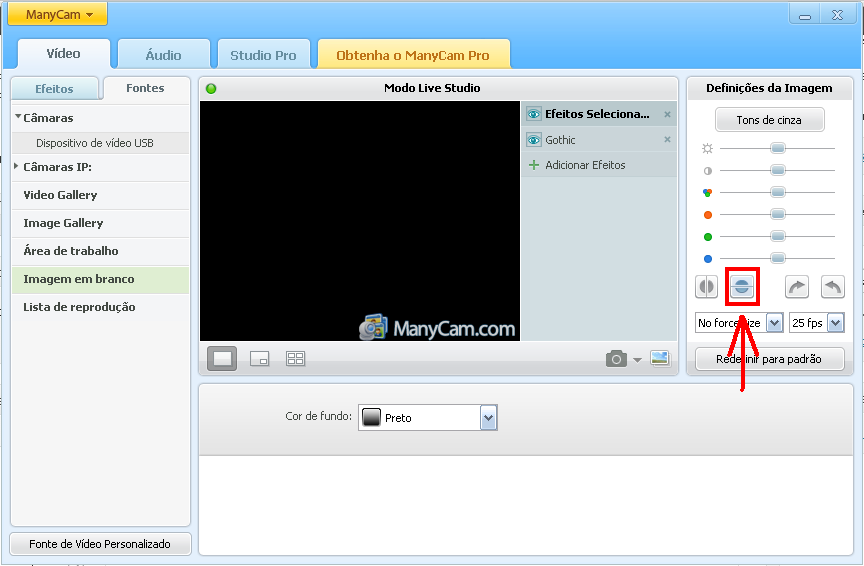 ManyCam
Vídeo
Áudio
Studio Pro
Obtenha o ManyCam Pro
Efeitos
Fontes
Câmaras
Dispositivo de vídeo USB
Câmaras IP:
Video Gallery
Image Gallery
Área de trabalho
Imagem em branco
Lista de reprodução
Fonte de Vídeo Personalizado
Modo Live Studio
ManyCam.com
Efeitos Seleciona...
Gothic
Adicionar Efeitos
Cor de fundo:
Preto
Definições da Imagem
Tons de cinza
No force size
25 fps
Redefinir para padrão